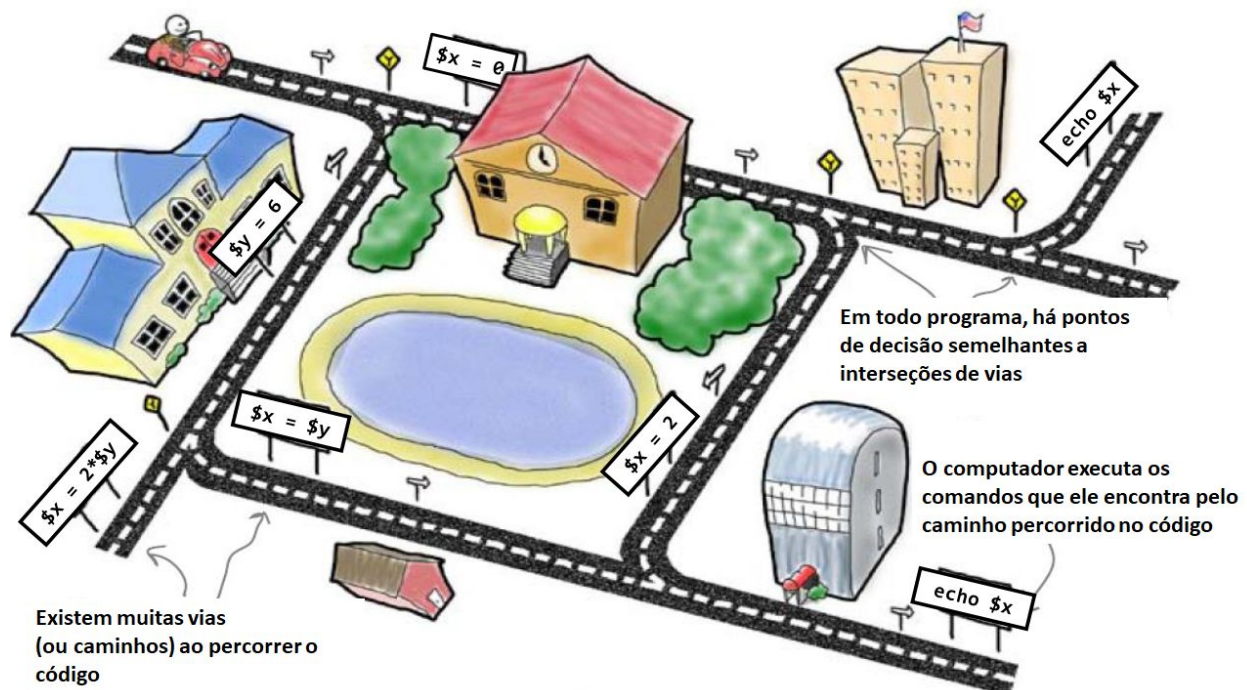 $x = 0
echo $x
$y = 6
Em todo programa, há pontos
de decisão semelhantes a
interseções de vias
$x = $y
$x = 2
$x = 2*$y
O computador executa os
comandos que ele encontra pelo
caminho percorrido no código
echo $x
Existem muitas vias
(ou caminhos) ao percorrer o
código